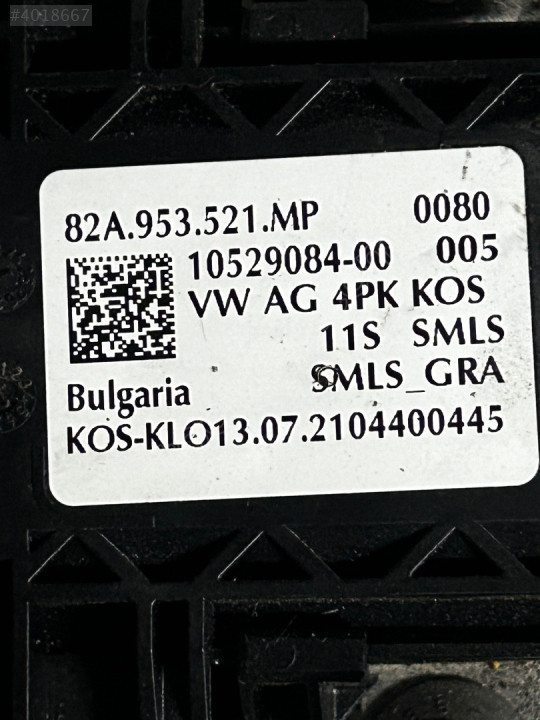 #4018667
82A.953.521.MP 0080
10529084-00 005
VW AG 4PK KOS
11S SMLS
SMLS_GRA
Bulgaria
KOS-KLO13.07.2104400445